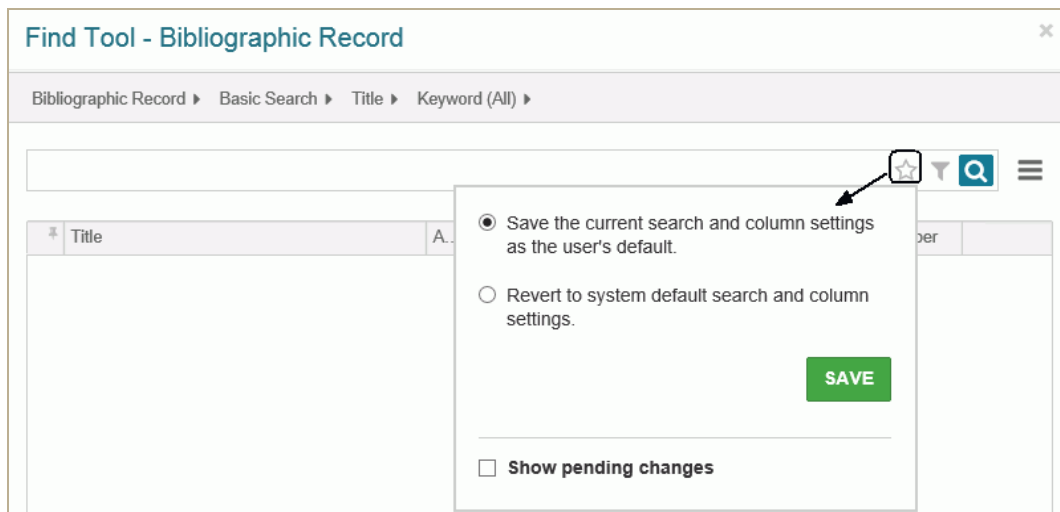 Find Tool - Bibliographic Record
Bibliographic Record Basic Search Title Keyword (All)
Title A..
Save the current search and column settings
as the user's default.
Revert to system default search and column
settings.
SAVE
Show pending changes